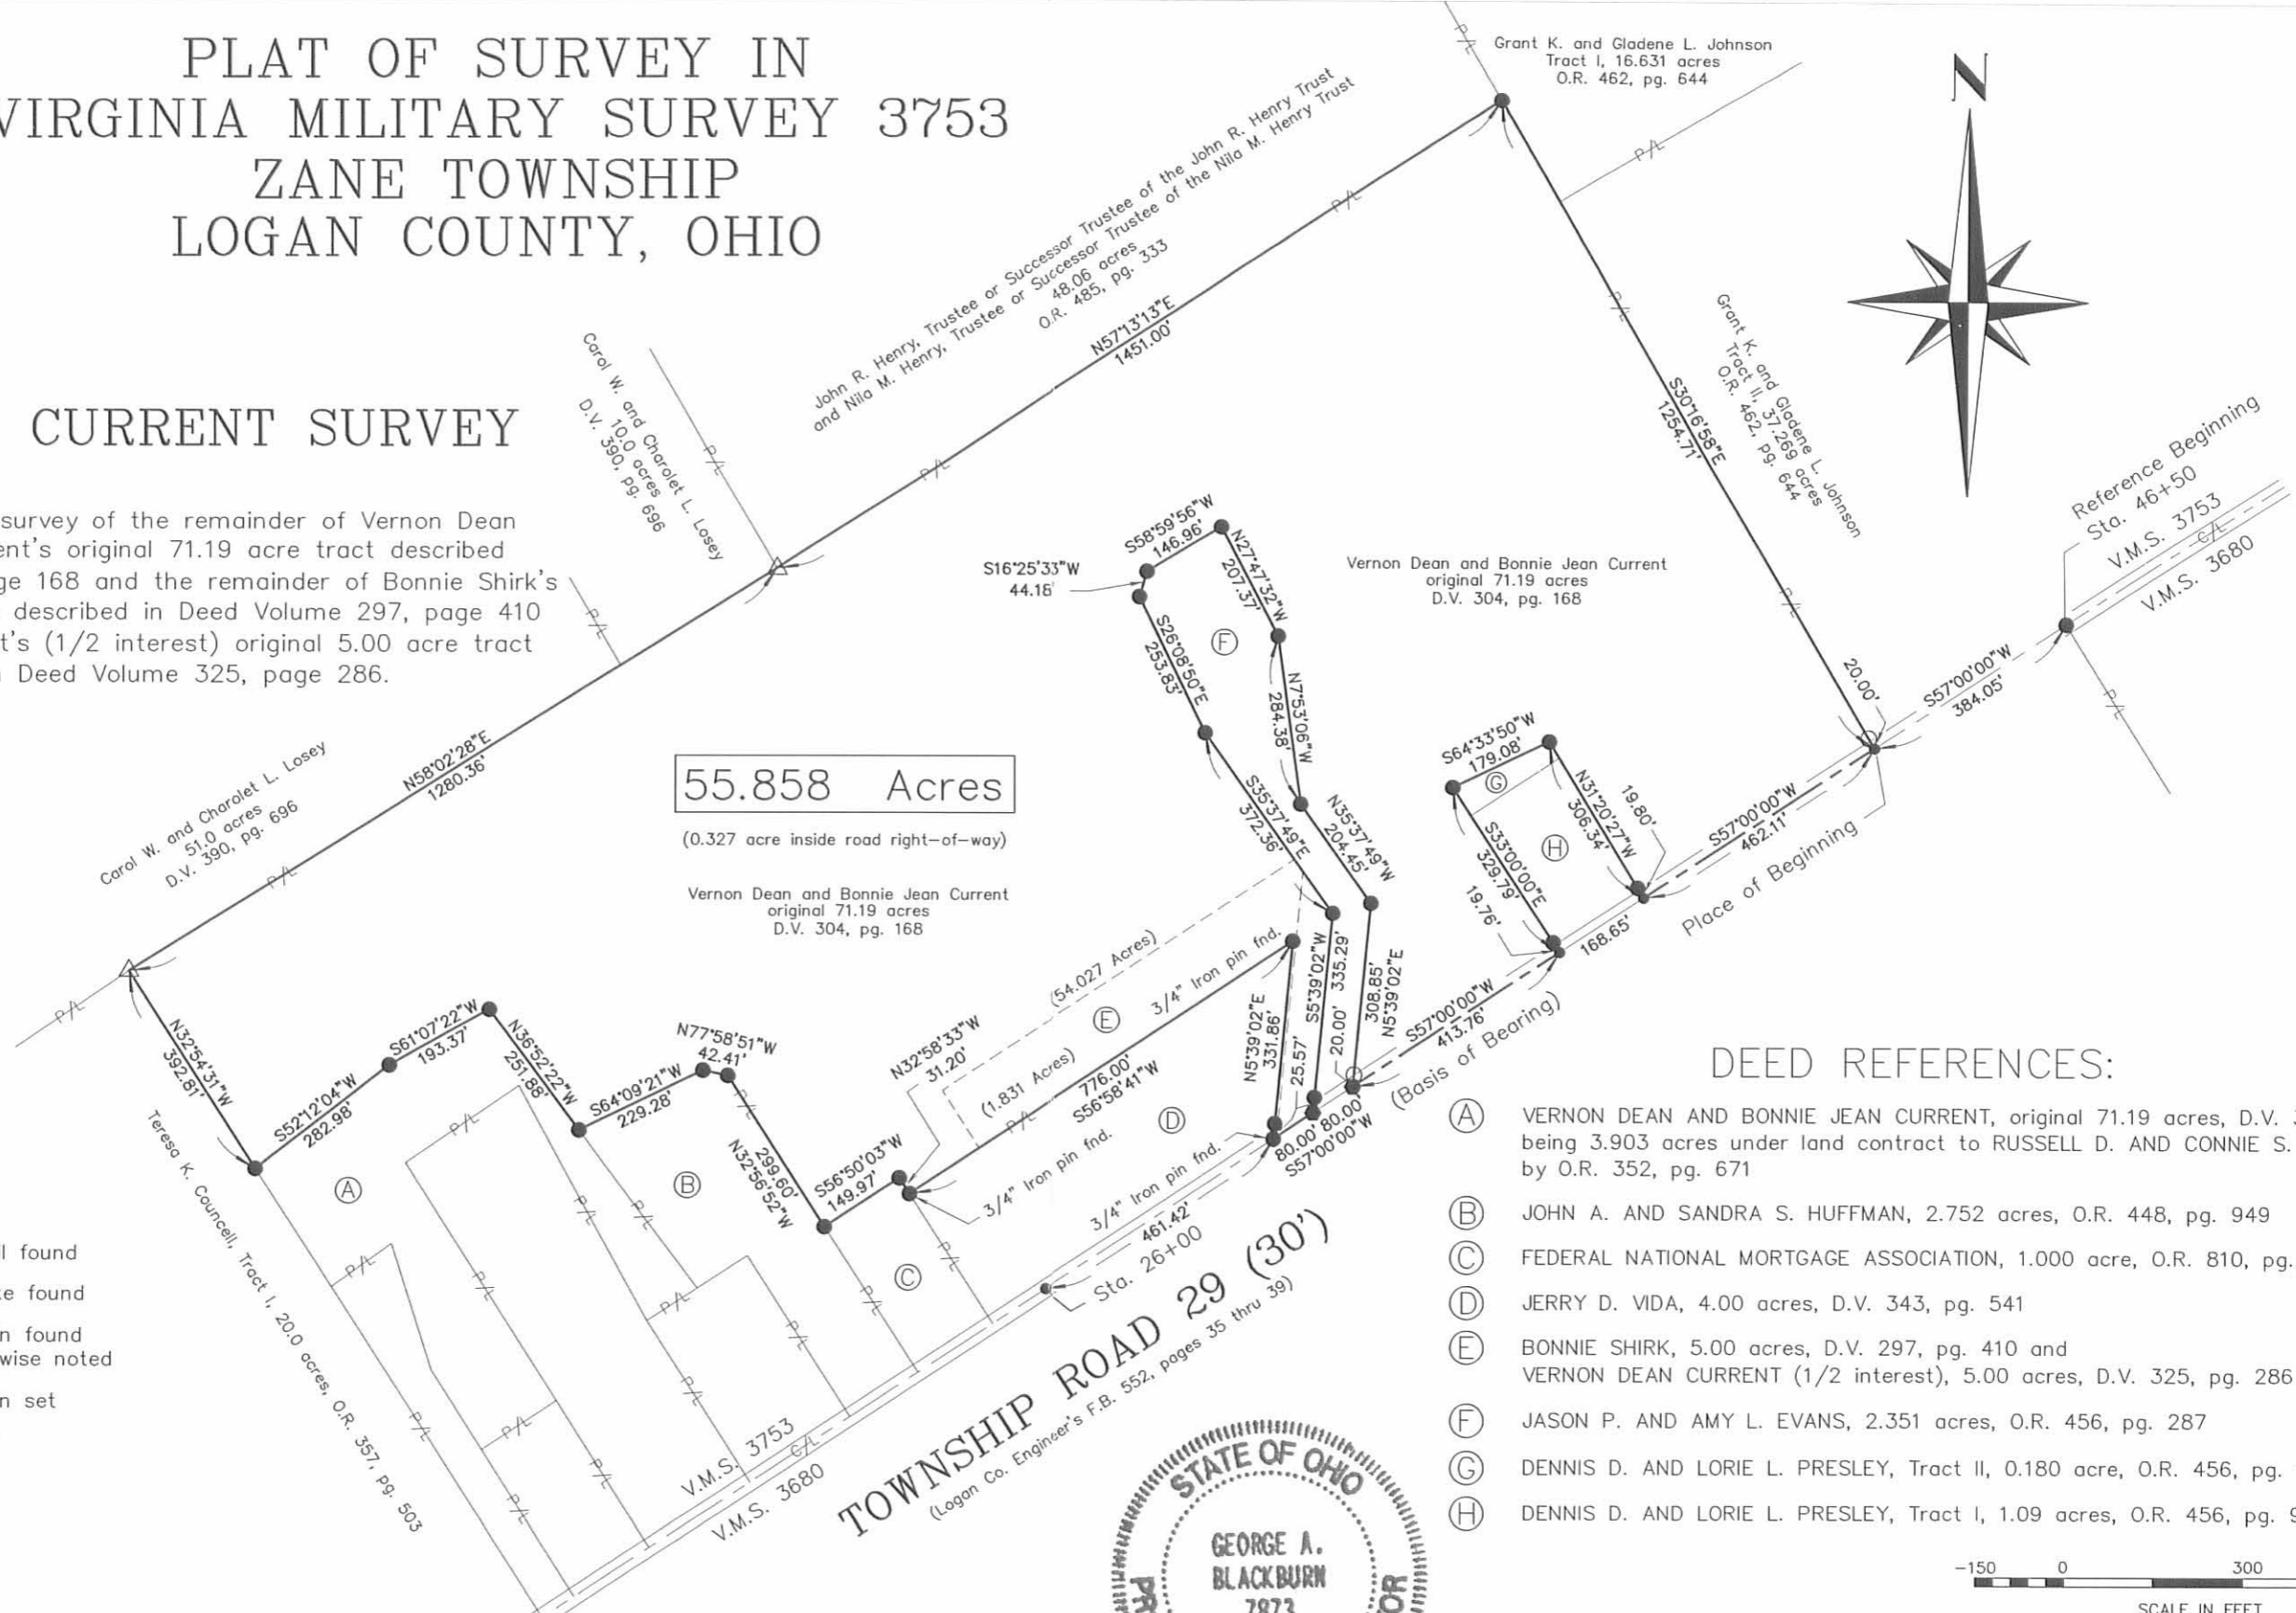 PLAT OF SURVEY IN
VIRGINIA MILITARY SURVEY 3753
ZANE TOWNSHIP
LOGAN COUNTY, OHIO
CURRENT SURVEY
survey of the remainder of Vernon Dean
ent's original 71.19 acre tract described
ge 168 and the remainder of Bonnie Shirk's
described in Deed Volume 297, page 410
t's (1/2 interest) original 5.00 acre tract
Deed Volume 325, page 286.
Grant K. and Gladene L. Johnson
Tract I, 16.631 acres
O.R. 462, pg. 644
N
John R. Henry, Trustee or Successor Trustee of the John R. Henry Trust
and Nila M. Henry, Trustee or Successor Trustee of the Nila M. Henry Trust
48.06 acres
O.R. 485, pg. 333
N57°13'13"E
1451.00'
Carol W. and Charolet L. Losey
10.0 acres
D.V. 390, pg. 696
P/L
P/L
P/L
P/L
P/L
P/L
P/L
Grant K. and Gladene L. Johnson
Tract II, 37.269 acres
O.R. 462, pg. 644
S30°16'58"E
1254.71'
P/L
20.00'
Reference Beginning
Sta. 46+50
V.M.S. 3753
C/L
V.M.S. 3680
S57°00'00"W
384.05'
P/L
S58°59'56"W
146.96'
S16°25'33"W
44.18'
N27°47'32"W
207.37'
F
S26°08'50"E
253.83'
N7°53'06"W
284.38'
Vernon Dean and Bonnie Jean Current
original 71.19 acres
D.V. 304, pg. 168
Carol W. and Charolet L. Losey
51.0 acres
D.V. 390, pg. 696
N58°02'28"E
1280.36'
P/L
P/L
55.858 Acres
(0.327 acre inside road right-of-way)
Vernon Dean and Bonnie Jean Current
original 71.19 acres
D.V. 304, pg. 168
S35°37'49"E
372.36'
N35°37'49"W
204.45'
S64°33'50"W
179.08'
G
N31°20'27"W
306.34'
19.80'
H
S33°00'00"E
329.79'
19.76'
S57°00'00"W
462.11'
Place of Beginning
168.65'
S57°00'00"W
413.76'
(Basis of Bearing)
(54.027 Acres)
3/4" Iron pin fnd.
E
(1.831 Acres)
776.00'
P/L
S56°58'41"W
D
3/4" Iron pin fnd.
3/4" Iron pin fnd.
N5°39'02"E
331.86'
S5°39'02"W
335.29'
25.57'
20.00'
308.85'
N5°39'02"E
80.00'
80.00'
S57°00'00"W
461.42'
Sta. 26+00
N32°54'31"W
392.81'
S52°12'04"W
282.98'
S61°07'22"W
193.37'
N36°52'22"W
251.88'
S64°09'21"W
229.28'
N77°58'51"W
42.41'
P/L
299.60'
N32°56'52"W
S56°50'03"W
149.97'
N32°58'33"W
31.20'
A
B
C
P/L
P/L
P/L
P/L
P/L
P/L
P/L
P/L
P/L
P/L
P/L
P/L
P/L
P/L
Teresa K. Councell, Tract I, 20.0 acres, O.R. 357, pg. 503
V.M.S. 3753
C/L
V.M.S. 3680
TOWNSHIP ROAD 29 (30')
(Logan Co. Engineer's F.B. 552, pages 35 thru 39)
l found
e found
n found
wise noted
n set
STATE OF OHIO
GEORGE A.
BLACKBURN
7873
DEED REFERENCES:
A VERNON DEAN AND BONNIE JEAN CURRENT, original 71.19 acres, D.V.
being 3.903 acres under land contract to RUSSELL D. AND CONNIE S.
by O.R. 352, pg. 671
B JOHN A. AND SANDRA S. HUFFMAN, 2.752 acres, O.R. 448, pg. 949
C FEDERAL NATIONAL MORTGAGE ASSOCIATION, 1.000 acre, O.R. 810, pg.
D JERRY D. VIDA, 4.00 acres, D.V. 343, pg. 541
E BONNIE SHIRK, 5.00 acres, D.V. 297, pg. 410 and
VERNON DEAN CURRENT (1/2 interest), 5.00 acres, D.V. 325, pg. 286
F JASON P. AND AMY L. EVANS, 2.351 acres, O.R. 456, pg. 287
G DENNIS D. AND LORIE L. PRESLEY, Tract II, 0.180 acre, O.R. 456, pg.
H DENNIS D. AND LORIE L. PRESLEY, Tract I, 1.09 acres, O.R. 456, pg.
-150 0 300
SCALE IN FEET